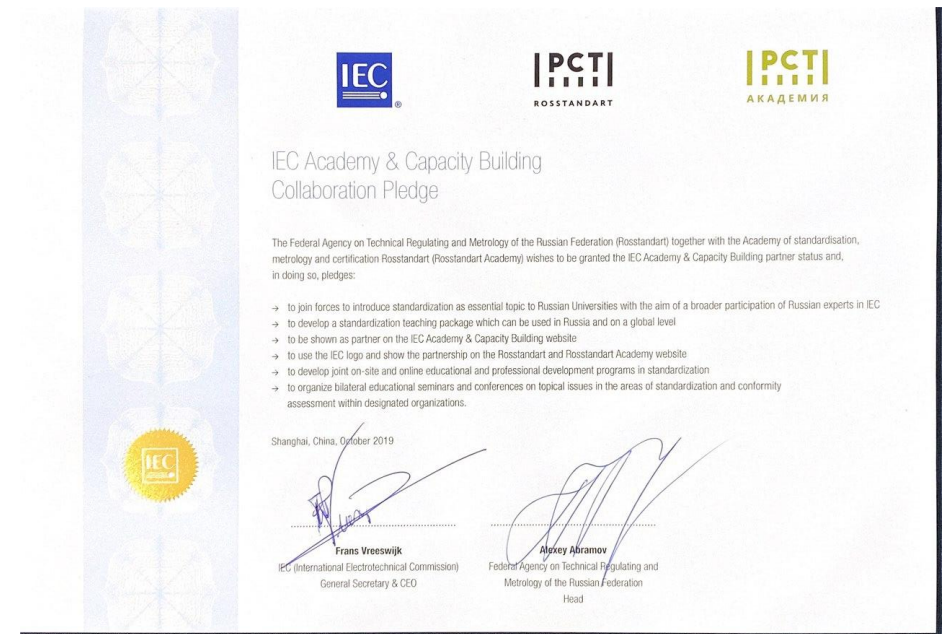 IEC
®
РСТ
ROSSTANDART
РСТ
АКАДЕМИЯ
IEC Academy & Capacity Building
Collaboration Pledge
The Federal Agency on Technical Regulating and Metrology of the Russian Federation (Rosstandart) together with the Academy of standardisation,
metrology and certification Rosstandart (Rosstandart Academy) wishes to be granted the IEC Academy & Capacity Building partner status and,
in doing so, pledges:
→ to join forces to introduce standardization as essential topic to Russian Universities with the aim of a broader participation of Russian experts in IEC
→ to develop a standardization teaching package which can be used in Russia and on a global level
→ to be shown as partner on the IEC Academy & Capacity Building website
→ to use the IEC logo and show the partnership on the Rosstandart and Rosstandart Academy website
→ to develop joint on-site and online educational and professional development programs in standardization
→ to organize bilateral educational seminars and conferences on topical issues in the areas of standardization and conformity
assessment within designated organizations.
Shanghai, China, October 2019
IEC
Frans Vreeswijk
IEC (International Electrotechnical Commission)
General Secretary & CEO
Alexey Abramov
Federal Agency on Technical Regulating and
Metrology of the Russian Federation
Head